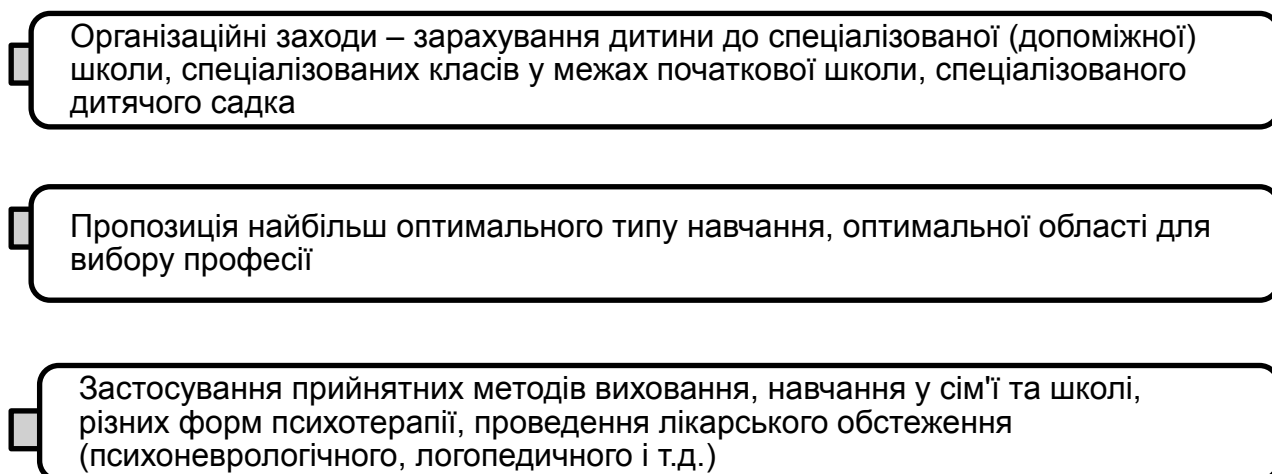 Організаційні заходи – зарахування дитини до спеціалізованої (допоміжної)
школи, спеціалізованих класів у межах початкової школи, спеціалізованого
дитячого садка
Пропозиція найбільш оптимального типу навчання, оптимальної області для
вибору професії
Застосування прийнятних методів виховання, навчання у сім'ї та школі,
різних форм психотерапії, проведення лікарського обстеження
(психоневрологічного, логопедичного і т.д.)